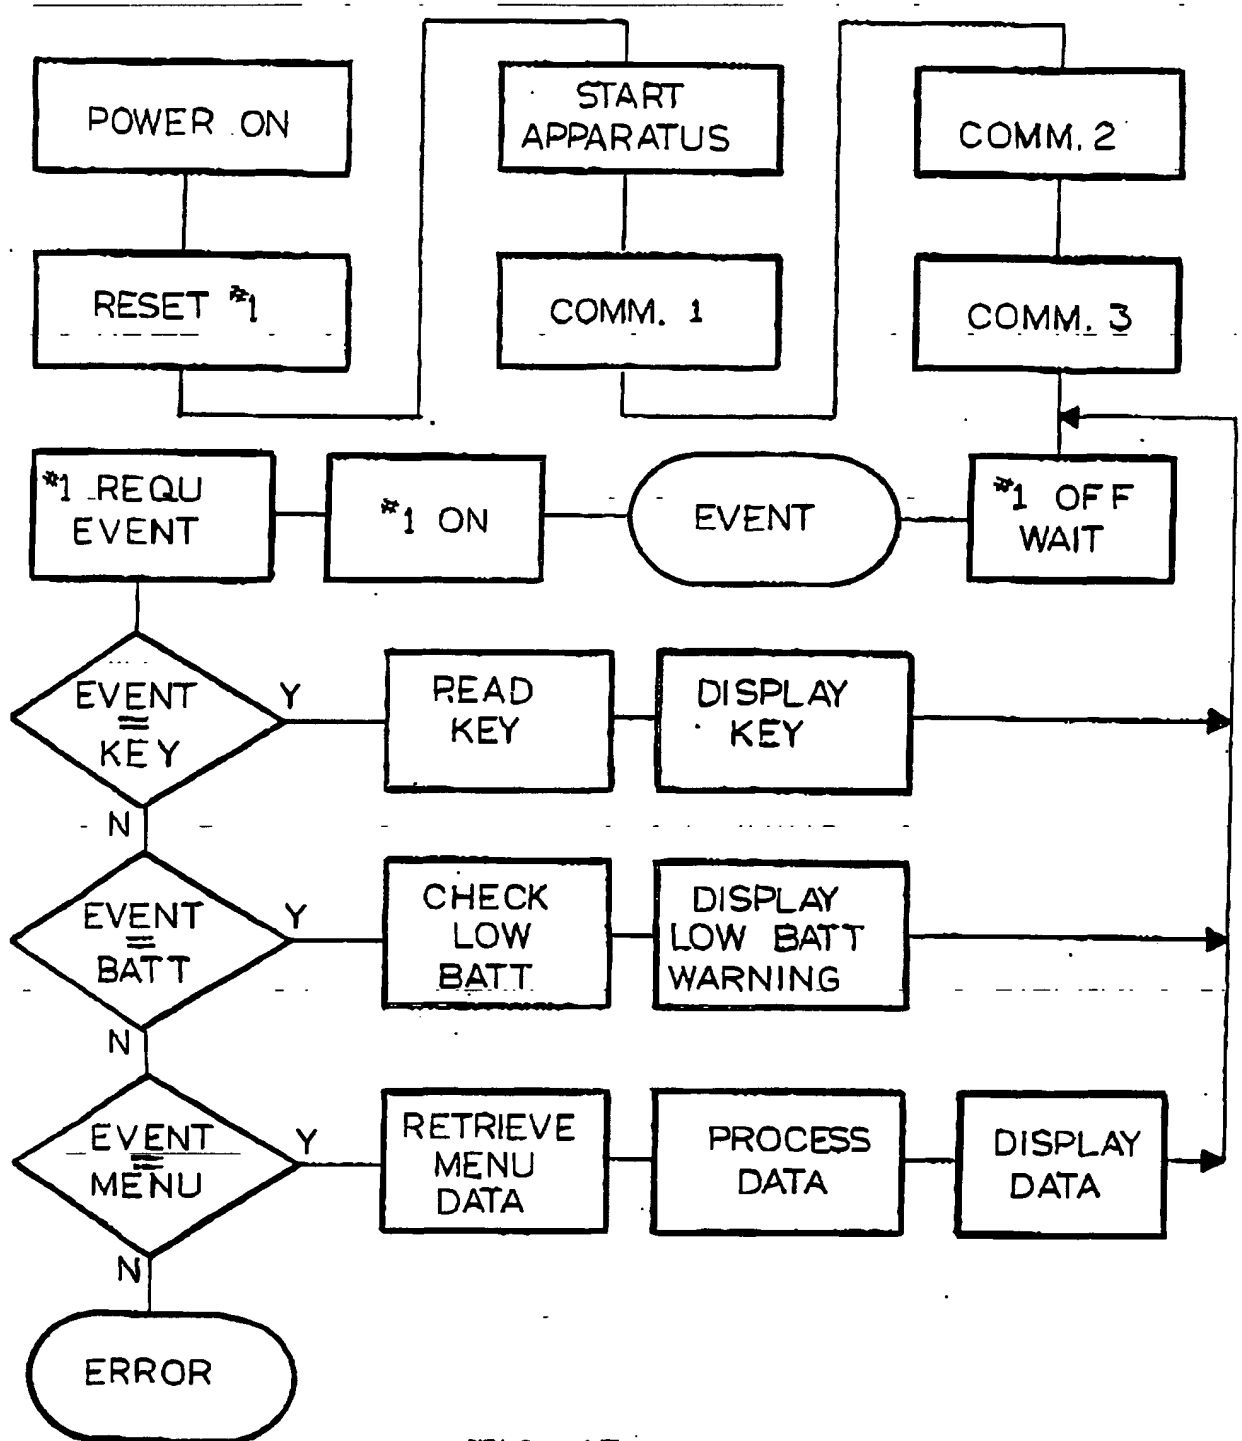 POWER ON
RESET #1
START
APPARATUS
COMM. 1
COMM. 2
COMM. 3
#1 OFF
WAIT
EVENT
#1 ON
#1 REQU
EVENT
EVENT
=
KEY
Y
READ
KEY
DISPLAY
KEY
N
EVENT
=
BATT
Y
CHECK
LOW
BATT
DISPLAY
LOW BATT
WARNING
N
EVENT
=
MENU
Y
RETRIEVE
MENU
DATA
PROCESS
DATA
DISPLAY
DATA
N
ERROR